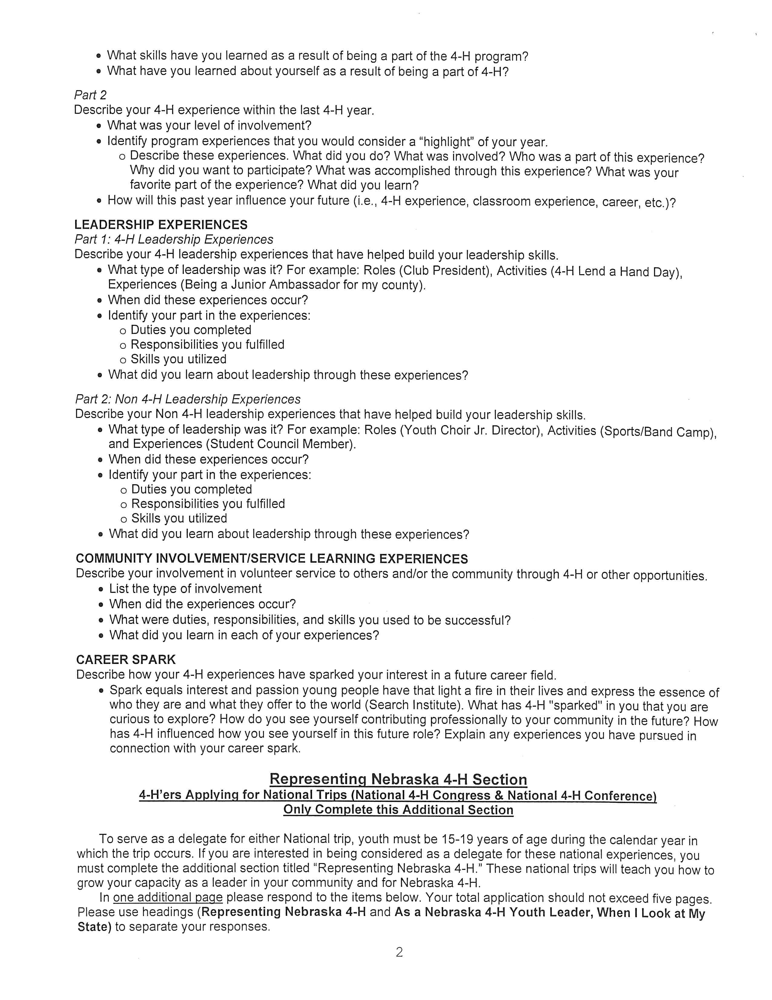 • What skills have you learned as a result of being a part of the 4-H program?
• What have you learned about yourself as a result of being a part of 4-H?
Part 2
Describe your 4-H experience within the last 4-H year.
• What was your level of involvement?
• Identify program experiences that you would consider a “highlight” of your year.
o Describe these experiences. What did you do? What was involved? Who was a part of this experience?
Why did you want to participate? What was accomplished through this experience? What was your
favorite part of the experience? What did you learn?
• How will this past year influence your future (i.e., 4-H experience, classroom experience, career, etc.)?
LEADERSHIP EXPERIENCES
Part 1: 4-H Leadership Experiences
Describe your 4-H leadership experiences that have helped build your leadership skills.
• What type of leadership was it? For example: Roles (Club President), Activities (4-H Lend a Hand Day),
Experiences (Being a Junior Ambassador for my county).
• When did these experiences occur?
• Identify your part in the experiences:
o Duties you completed
o Responsibilities you fulfilled
o Skills you utilized
• What did you learn about leadership through these experiences?
Part 2: Non 4-H Leadership Experiences
Describe your Non 4-H leadership experiences that have helped build your leadership skills.
• What type of leadership was it? For example: Roles (Youth Choir Jr. Director), Activities (Sports/Band Camp),
and Experiences (Student Council Member).
• When did these experiences occur?
• Identify your part in the experiences:
o Duties you completed
o Responsibilities you fulfilled
o Skills you utilized
• What did you learn about leadership through these experiences?
COMMUNITY INVOLVEMENT/SERVICE LEARNING EXPERIENCES
Describe your involvement in volunteer service to others and/or the community through 4-H or other opportunities.
• List the type of involvement
• When did the experiences occur?
• What were duties, responsibilities, and skills you used to be successful?
• What did you learn in each of your experiences?
CAREER SPARK
Describe how your 4-H experiences have sparked your interest in a future career field.
• Spark equals interest and passion young people have that light a fire in their lives and express the essence of
who they are and what they offer to the world (Search Institute). What has 4-H "sparked" in you that you are
curious to explore? How do you see yourself contributing professionally to your community in the future? How
has 4-H influenced how you see yourself in this future role? Explain any experiences you have pursued in
connection with your career spark.
Representing Nebraska 4-H Section
4-H’ers Applying for National Trips (National 4-H Congress & National 4-H Conference)
Only Complete this Additional Section
To serve as a delegate for either National trip, youth must be 15-19 years of age during the calendar year in
which the trip occurs. If you are interested in being considered as a delegate for these national experiences, you
must complete the additional section titled “Representing Nebraska 4-H.” These national trips will teach you how to
grow your capacity as a leader in your community and for Nebraska 4-H.
In one additional page please respond to the items below. Your total application should not exceed five pages.
Please use headings (Representing Nebraska 4-H and As a Nebraska 4-H Youth Leader, When I Look at My
State) to separate your responses.
2